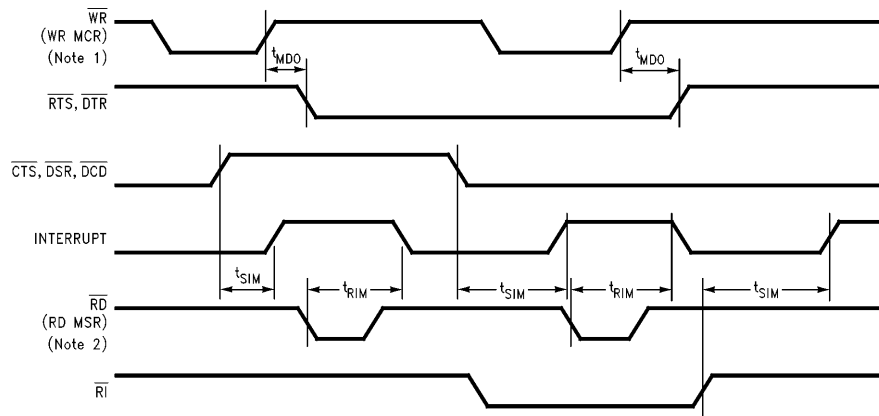 WR
(WR MCR)
(Note 1)
tMDO
tMDO
RTS, DTR
CTS, DSR, DCD
INTERRUPT
tSIM
tRIM
tSIM
tRIM
tSIM
RD
(RD MSR)
(Note 2)
RI